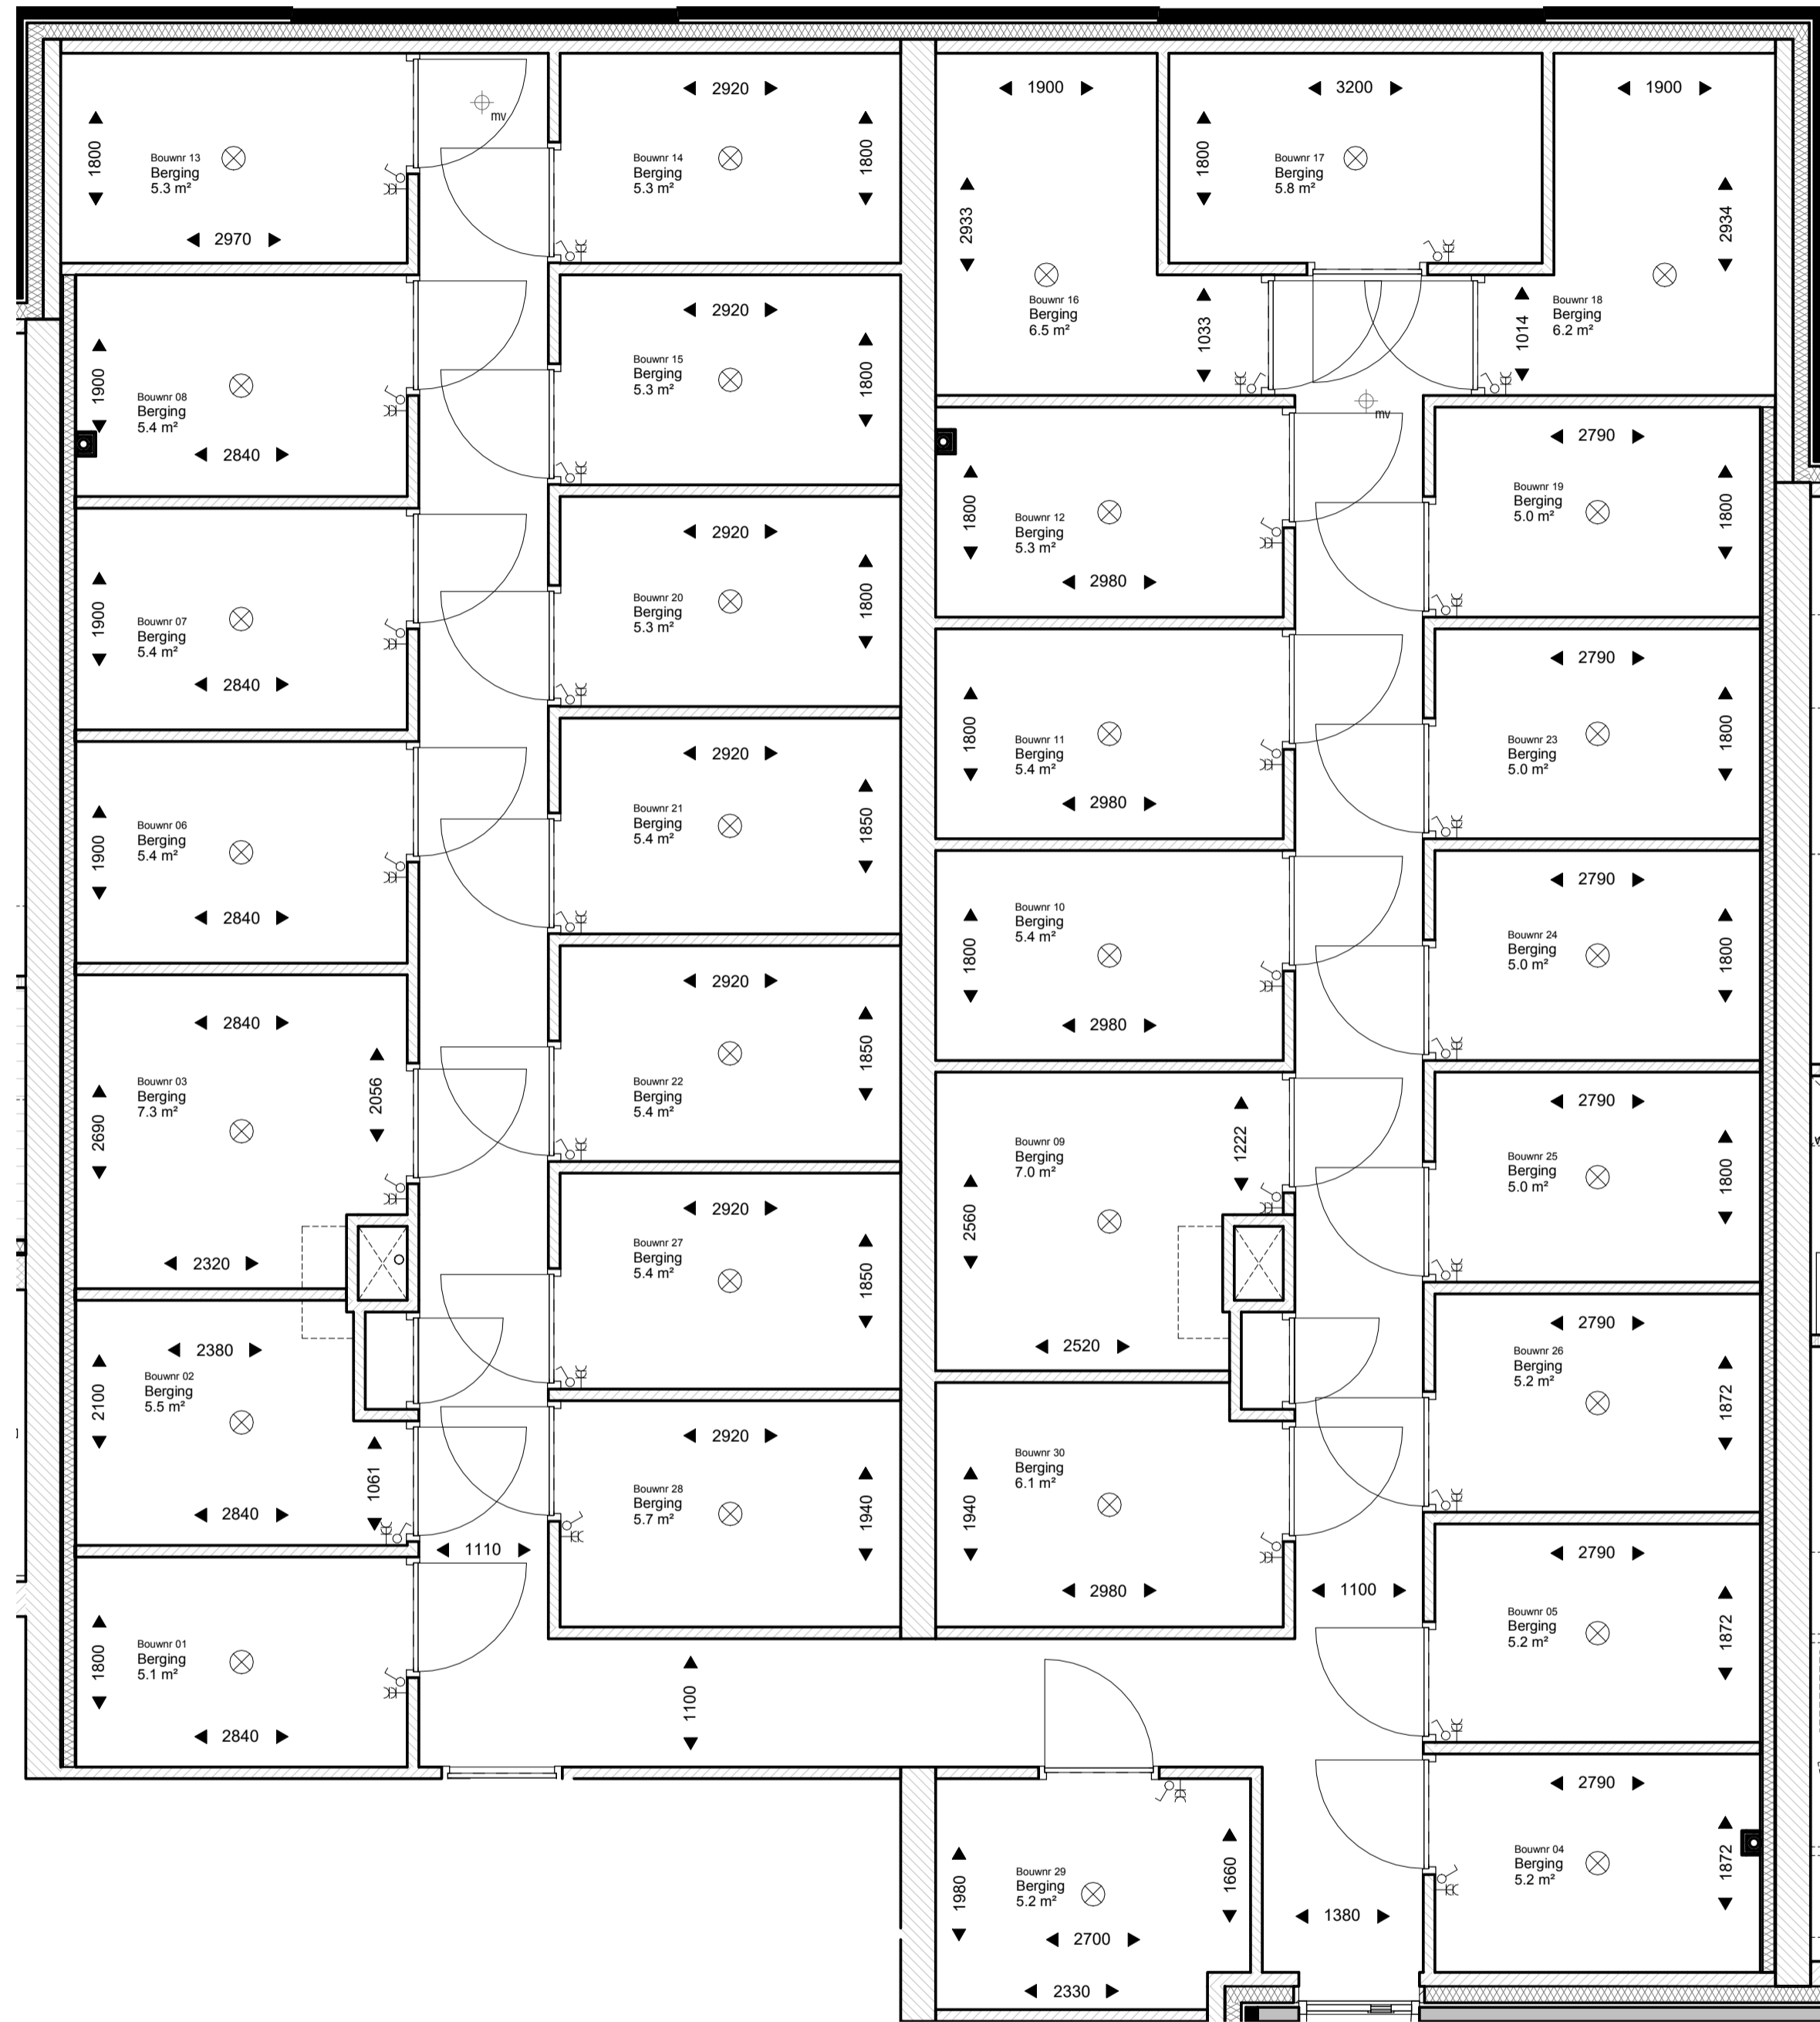 2920
1900
3200
1900
mv
1800
Bouwnr 13
Berging
5.3 m²
2970
Bouwnr 14
Berging
5.3 m²
1800
2933
Bouwnr 16
Berging
6.5 m²
1800
Bouwnr 17
Berging
5.8 m²
2934
Bouwnr 18
Berging
6.2 m²
1033
1014
mv
1900
Bouwnr 08
Berging
5.4 m²
2840
2920
Bouwnr 15
Berging
5.3 m²
1800
1800
Bouwnr 12
Berging
5.3 m²
2980
2790
Bouwnr 19
Berging
5.0 m²
1800
1900
Bouwnr 07
Berging
5.4 m²
2840
2920
Bouwnr 20
Berging
5.3 m²
1800
1800
Bouwnr 11
Berging
5.4 m²
2980
2790
Bouwnr 23
Berging
5.0 m²
1800
1900
Bouwnr 06
Berging
5.4 m²
2840
2920
Bouwnr 21
Berging
5.4 m²
1850
1800
Bouwnr 10
Berging
5.4 m²
2980
2790
Bouwnr 24
Berging
5.0 m²
1800
2840
Bouwnr 03
Berging
7.3 m²
2690
2056
2320
2920
Bouwnr 22
Berging
5.4 m²
1850
Bouwnr 09
Berging
7.0 m²
2560
1222
2520
2790
Bouwnr 25
Berging
5.0 m²
1800
2380
Bouwnr 02
Berging
5.5 m²
2100
1061
2840
2920
Bouwnr 27
Berging
5.4 m²
1850
2790
Bouwnr 26
Berging
5.2 m²
1872
1110
2920
Bouwnr 28
Berging
5.7 m²
1940
Bouwnr 30
Berging
6.1 m²
1940
2980
1100
2790
Bouwnr 05
Berging
5.2 m²
1872
Bouwnr 01
Berging
5.1 m²
1800
2840
1100
Bouwnr 29
Berging
5.2 m²
1980
1660
2700
2330
1380
2790
Bouwnr 04
Berging
5.2 m²
1872